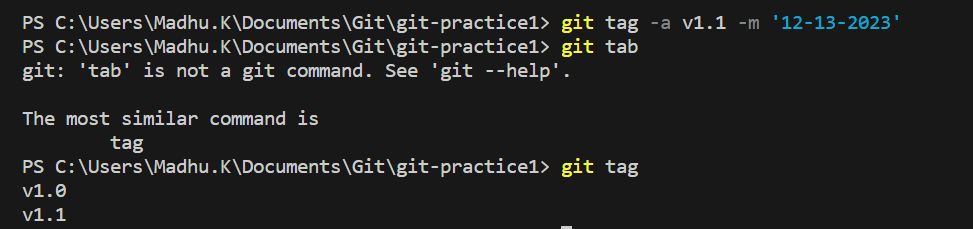 PS C:\Users\Madhu.K\Documents\Git\git-practice1> git tag -a v1.1 -m '12-13-2023'
PS C:\Users\Madhu.K\Documents\Git\git-practice1> git tab
git: 'tab' is not a git command. See 'git --help'.
The most similar command is
tag
PS C:\Users\Madhu.K\Documents\Git\git-practice1> git tag
v1.0
v1.1